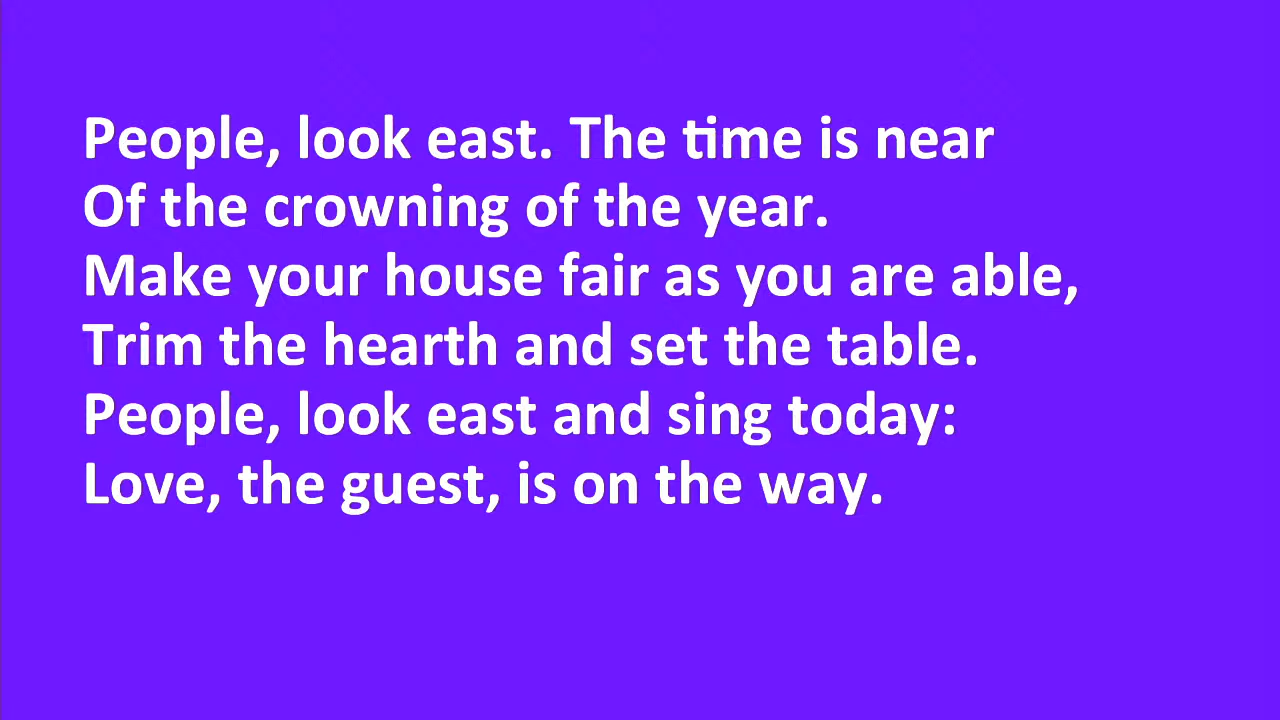 People, look east. The time is near
Of the crowning of the year.
Make your house fair as you are able,
Trim the hearth and set the table.
People, look east and sing today:
Love, the guest, is on the way.